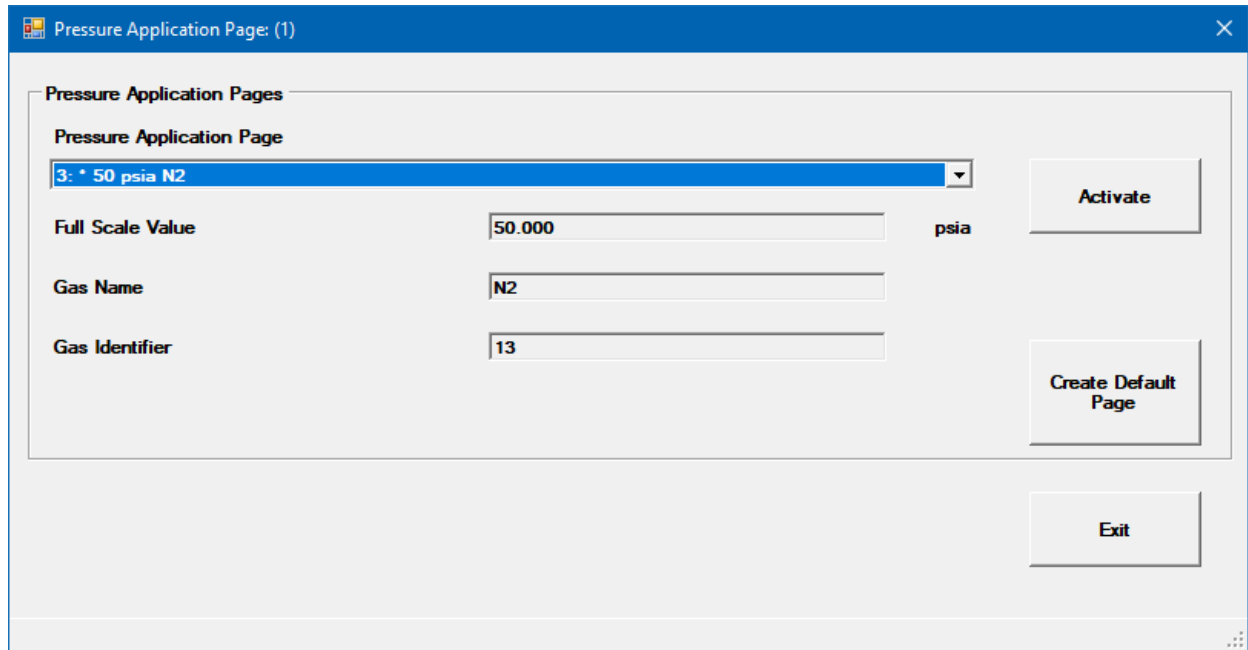 Pressure Application Page: (1)
Pressure Application Pages
Pressure Application Page
3: * 50 psia N2
Activate
Full Scale Value
50.000
psia
Gas Name
N2
Gas Identifier
13
Create Default
Page
Exit